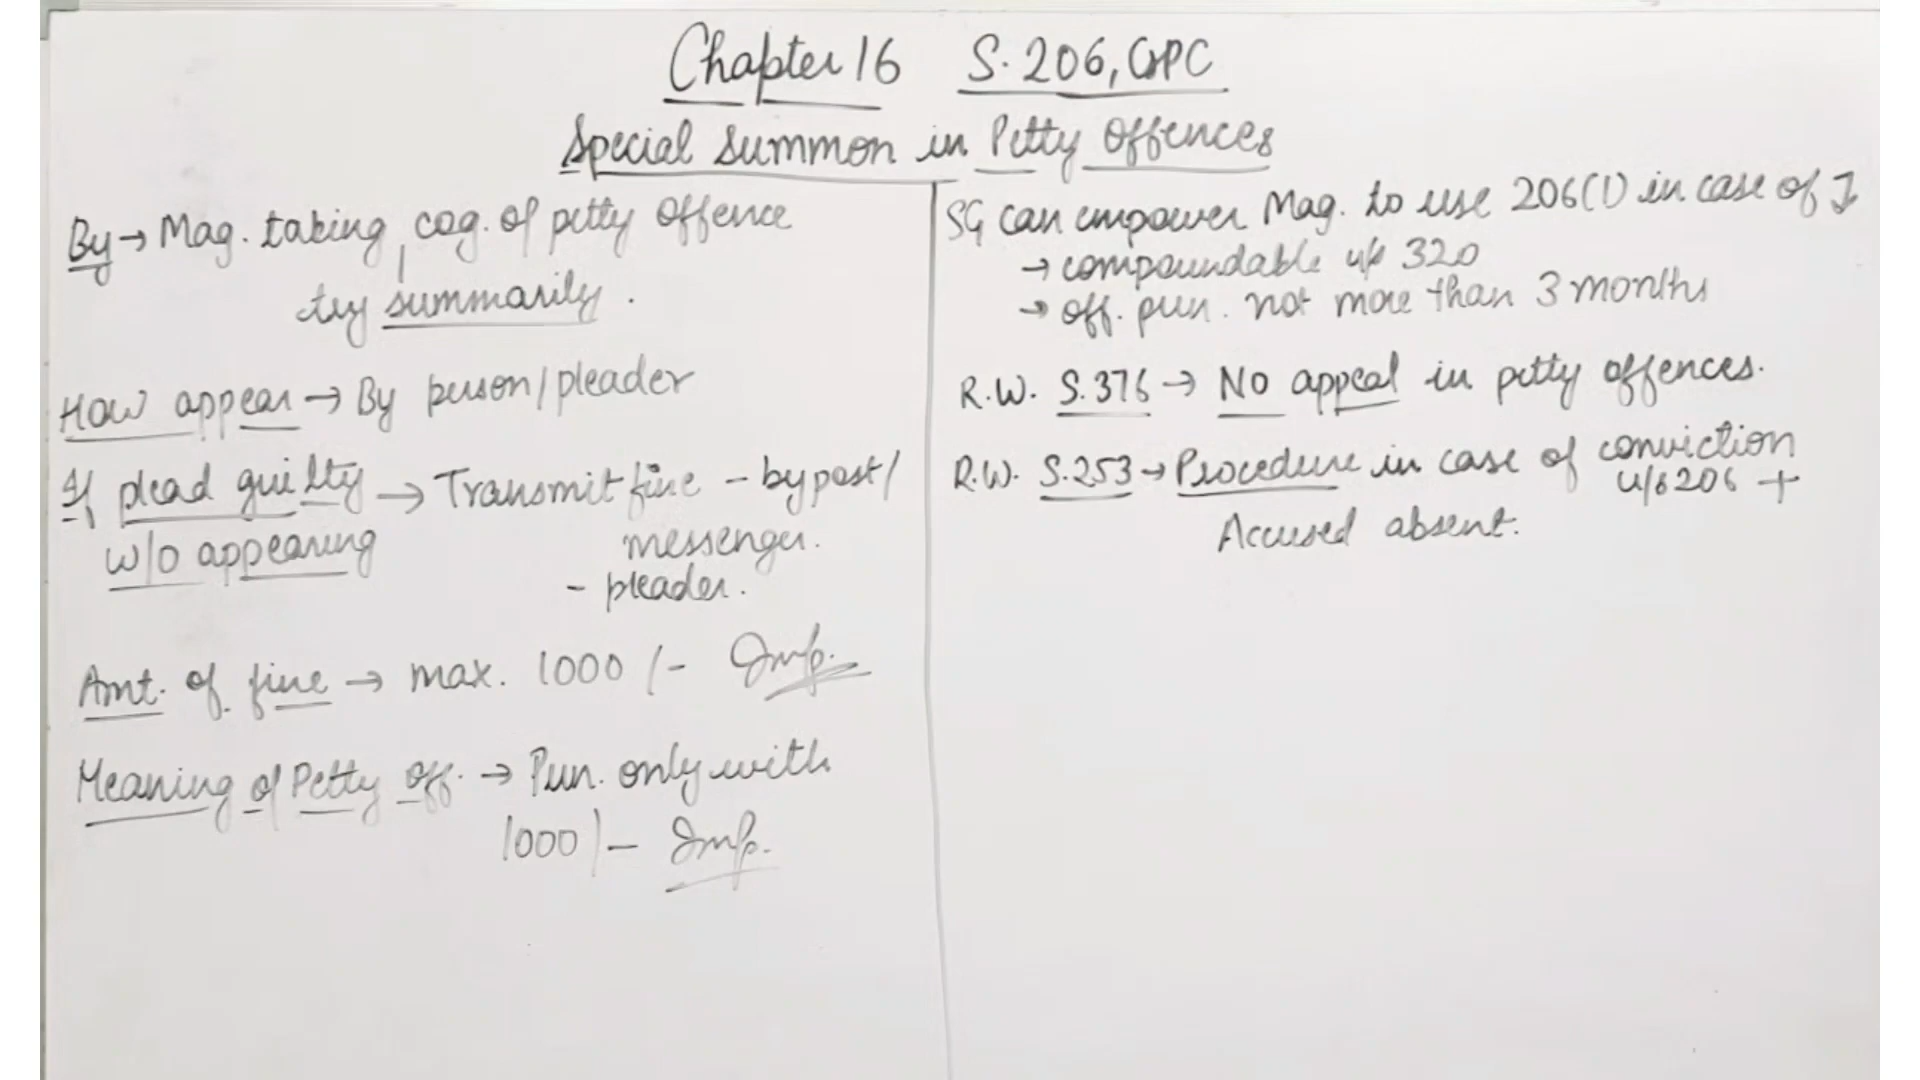 Chapter 16 S. 206, CrPC
Special Summon in Petty Offences
By → Mag. taking cog. of petty offence
try summarily.
How appear → By person/pleader
If plead guilty → Transmit fine - by post/
w/o appearing messenger.
- pleader.
Amt. of fine → max. 1000/- Imp.
Meaning of Petty off. → Pun. only with
1000/- Imp.
SG can empower Mag. to use 206(1) in case of ↴
→ compoundable u/s 320
→ off. pun. not more than 3 months
R.W. S.376 → No appeal in petty offences.
R.W. S.253 → Procedure in case of conviction
u/s 206 +
Accused absent.